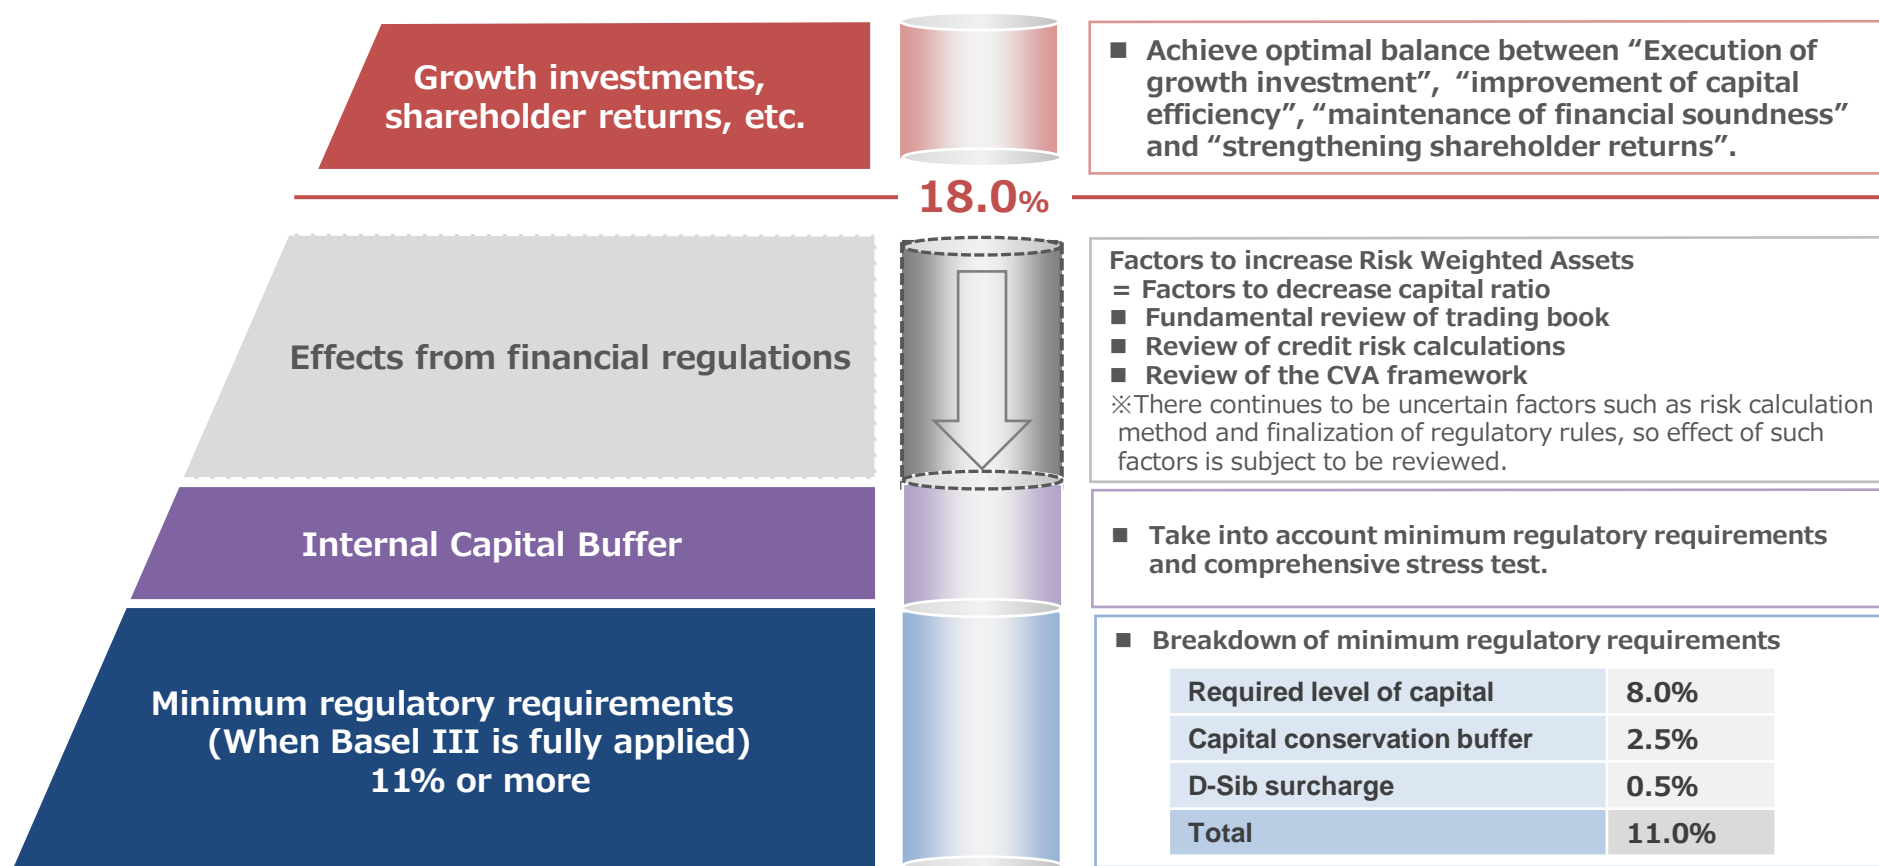 Growth investments,
shareholder returns, etc.
■ Achieve optimal balance between “Execution of
growth investment”, “improvement of capital
efficiency”, “maintenance of financial soundness”
and “strengthening shareholder returns”.
18.0%
Effects from financial regulations
Factors to increase Risk Weighted Assets
= Factors to decrease capital ratio
■ Fundamental review of trading book
■ Review of credit risk calculations
■ Review of the CVA framework
※There continues to be uncertain factors such as risk calculation
method and finalization of regulatory rules, so effect of such
factors is subject to be reviewed.
Internal Capital Buffer
■ Take into account minimum regulatory requirements
and comprehensive stress test.
Minimum regulatory requirements
(When Basel III is fully applied)
11% or more
■ Breakdown of minimum regulatory requirements
Required level of capital 8.0%
Capital conservation buffer 2.5%
D-Sib surcharge 0.5%
Total 11.0%